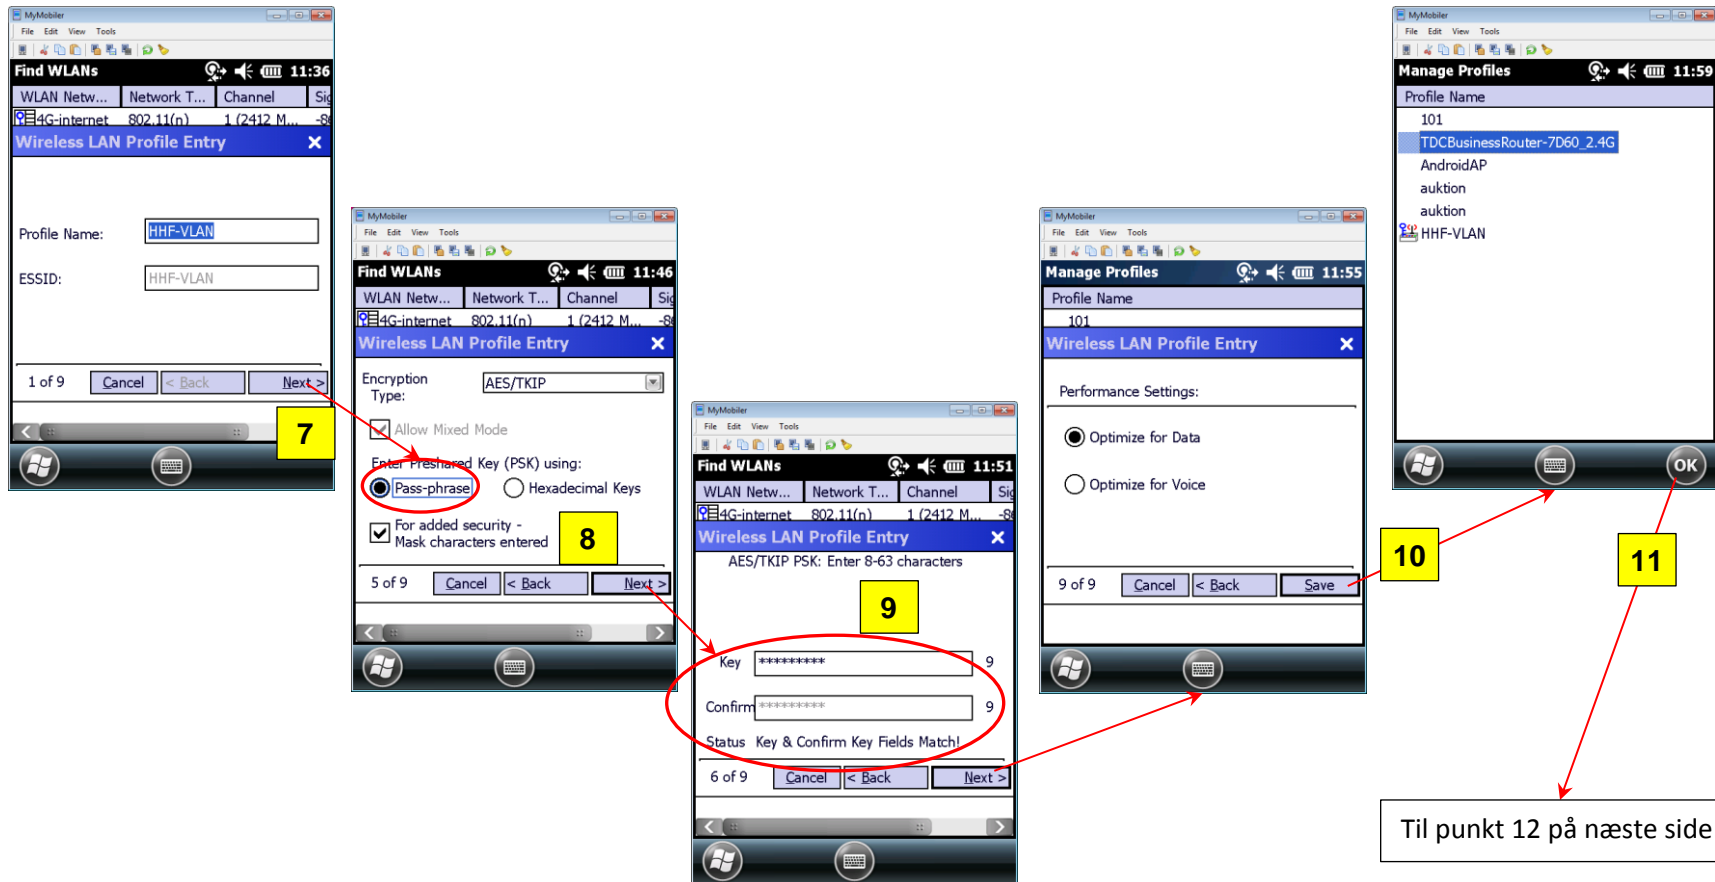 MyMobiler
File Edit View Tools
Find WLANs 11:36
WLAN Netw... Network T... Channel Sig
4G-internet 802.11(n) 1 (2412 M... -8
Wireless LAN Profile Entry X
Profile Name: HHF-VLAN
ESSID: HHF-VLAN
1 of 9 Cancel < Back Next >
7
MyMobiler
File Edit View Tools
Find WLANs 11:46
WLAN Netw... Network T... Channel Sig
4G-internet 802.11(n) 1 (2412 M... -8
Wireless LAN Profile Entry X
Encryption
Type: AES/TKIP
Allow Mixed Mode
Enter Preshared Key (PSK) using:
Pass-phrase Hexadecimal Keys
For added security -
Mask characters entered
8
5 of 9 Cancel < Back Next >
MyMobiler
File Edit View Tools
Find WLANs 11:51
WLAN Netw... Network T... Channel Sig
4G-internet 802.11(n) 1 (2412 M... -8
Wireless LAN Profile Entry X
AES/TKIP PSK: Enter 8-63 characters
9
Key ********* 9
Confirm ********* 9
Status Key & Confirm Key Fields Match!
6 of 9 Cancel < Back Next >
MyMobiler
File Edit View Tools
Manage Profiles 11:55
Profile Name
101
Wireless LAN Profile Entry X
Performance Settings:
Optimize for Data
Optimize for Voice
9 of 9 Cancel < Back Save
10
MyMobiler
File Edit View Tools
Manage Profiles 11:59
Profile Name
101
TDCBusinessRouter-7D60_2.4G
AndroidAP
auktion
auktion
HHF-VLAN
OK
11
Til punkt 12 på næste side